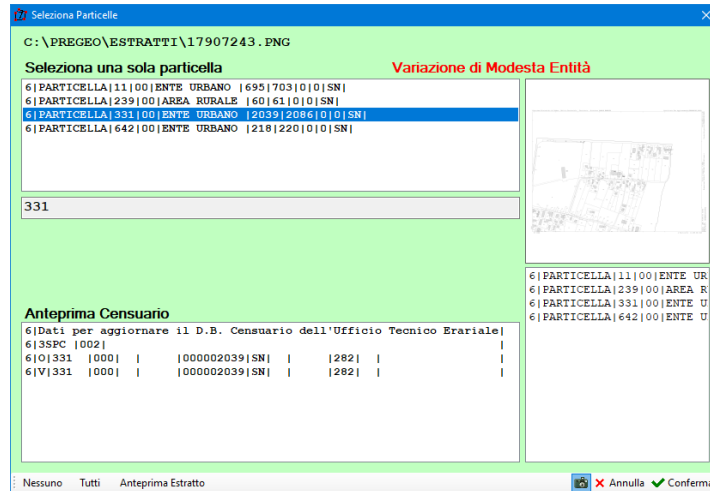 Seleziona Particelle
C:\PREGEO\ESTRATTI\17907243.PNG
Seleziona una sola particella
Variazione di Modesta Entità
6|PARTICELLA|11|00|ENTE URBANO |695|703|0|0|SN|
6|PARTICELLA|239|00|AREA RURALE |60|61|0|0|SN|
6|PARTICELLA|331|00|ENTE URBANO |2039|2086|0|0|SN|
6|PARTICELLA|642|00|ENTE URBANO |218|220|0|0|SN|
331
6|PARTICELLA|11|00|ENTE UR
6|PARTICELLA|239|00|AREA R
6|PARTICELLA|331|00|ENTE U
6|PARTICELLA|642|00|ENTE U
Anteprima Censuario
6|Dati per aggiornare il D.B. Censuario dell'Ufficio Tecnico Erariale|
6|3SPC |002| |
6|O|331 |000| | |000002039|SN| | |282| | |
6|V|331 |000| | |000002039|SN| | |282| | |
Nessuno Tutti Anteprima Estratto Annulla Conferma